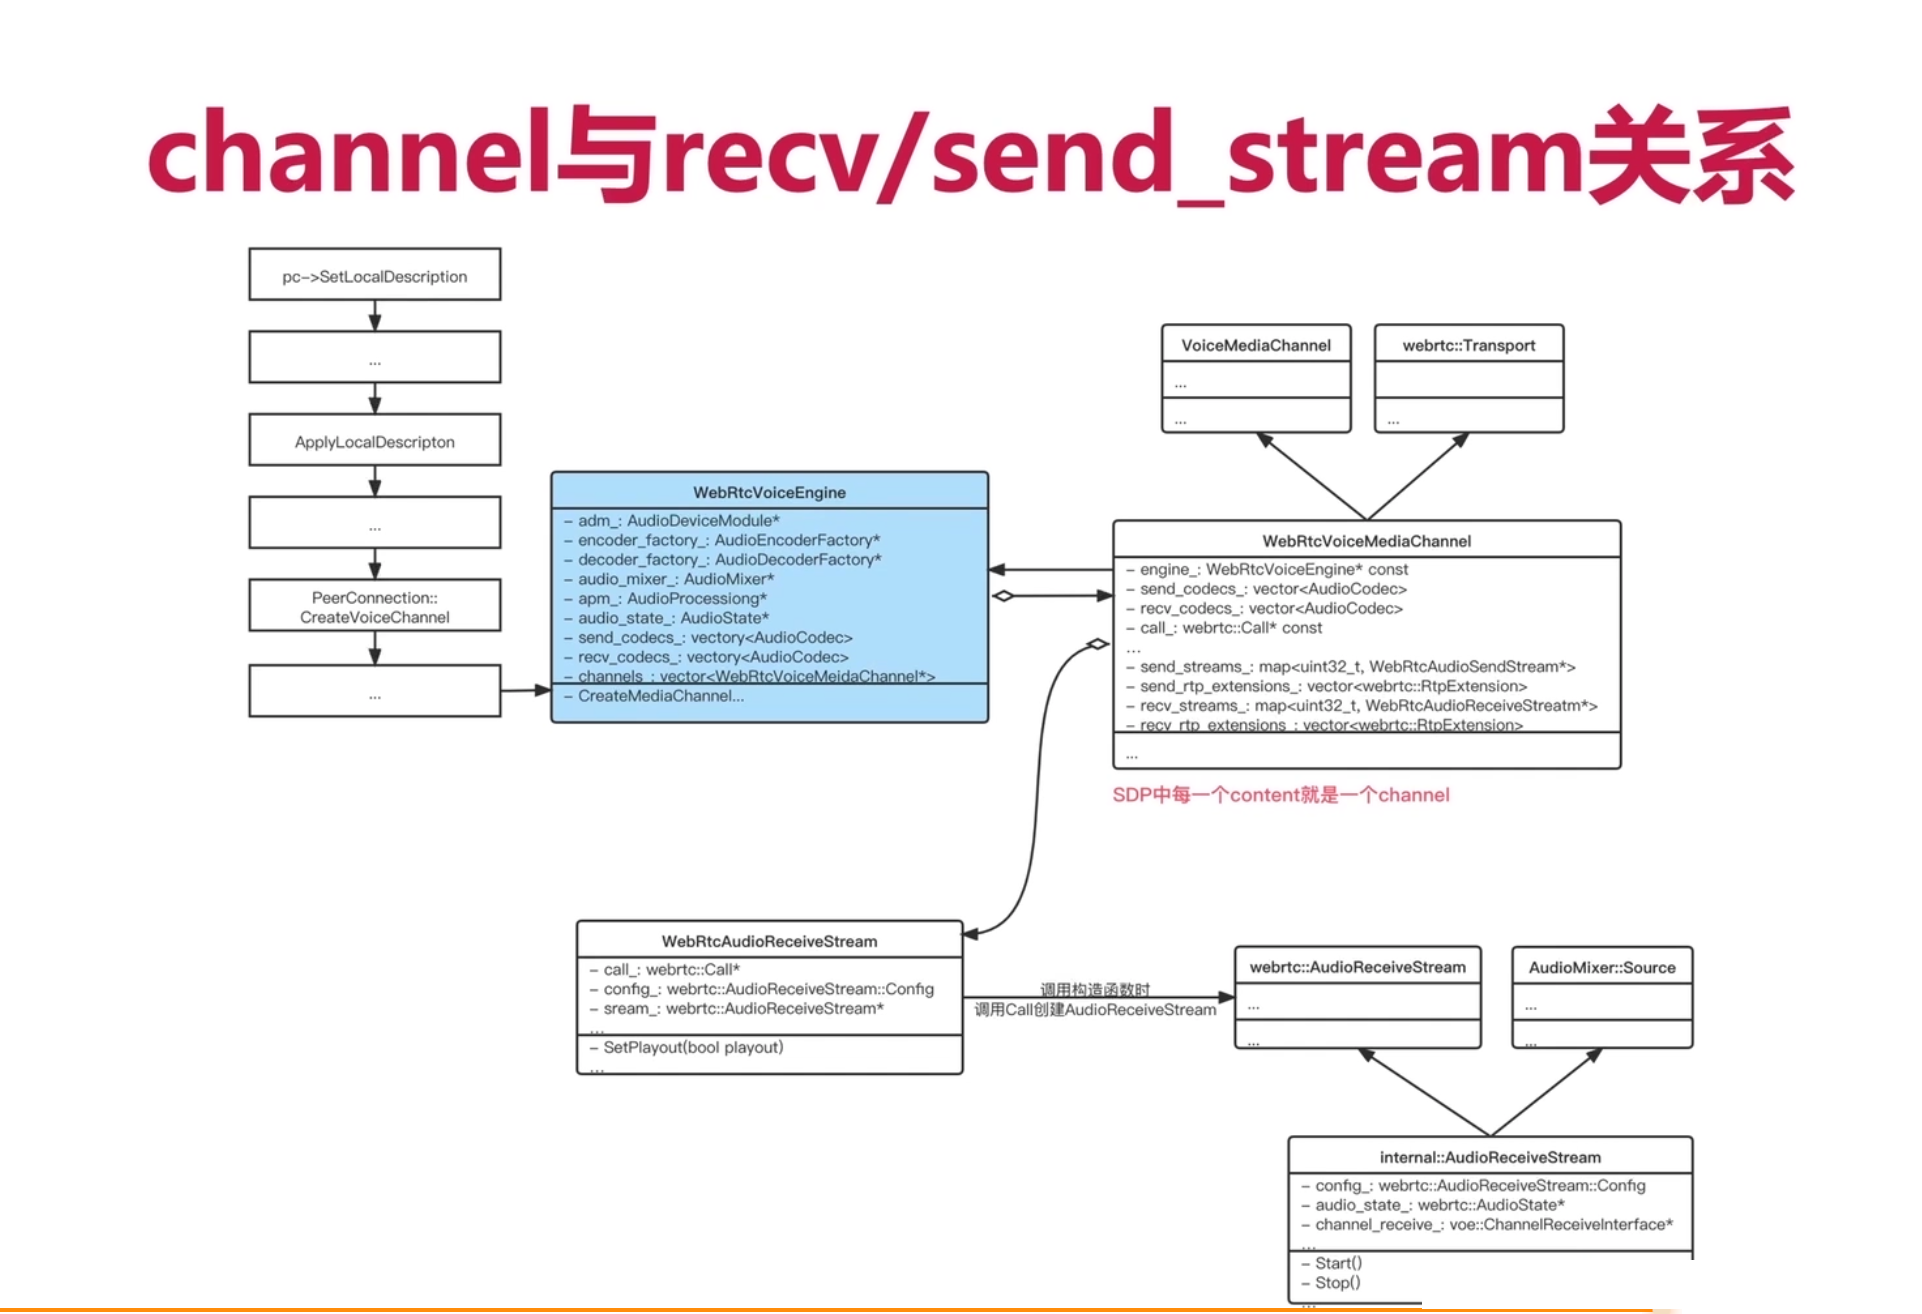 channel与recv/send_stream关系
pc->SetLocalDescription
...
ApplyLocalDescripton
...
PeerConnection::
CreateVoiceChannel
...
WebRtcVoiceEngine
– adm_: AudioDeviceModule*
– encoder_factory_: AudioEncoderFactory*
– decoder_factory_: AudioDecoderFactory*
– audio_mixer_: AudioMixer*
– apm_: AudioProcessiong*
– audio_state_: AudioState*
– send_codecs_: vectory<AudioCodec>
– recv_codecs_: vectory<AudioCodec>
– channels_: vector<WebRtcVoiceMeidaChannel*>
– CreateMediaChannel...
VoiceMediaChannel
...
...
webrtc::Transport
...
WebRtcVoiceMediaChannel
– engine_: WebRtcVoiceEngine* const
– send_codecs_: vector<AudioCodec>
– recv_codecs_: vector<AudioCodec>
– call_: webrtc::Call* const
...
– send_streams_: map<uint32_t, WebRtcAudioSendStream*>
– send_rtp_extensions_: vector<webrtc::RtpExtension>
– recv_streams_: map<uint32_t, WebRtcAudioReceiveStreatm*>
– recv_rtp_extensions_: vector<webrtc::RtpExtension>
...
SDP中每一个content就是一个channel
WebRtcAudioReceiveStream
– call_: webrtc::Call*
– config_: webrtc::AudioReceiveStream::Config
– sream_: webrtc::AudioReceiveStream*
...
– SetPlayout(bool playout)
...
调用构造函数时
调用Call创建AudioReceiveStream
webrtc::AudioReceiveStream
...
...
AudioMixer::Source
...
...
internal::AudioReceiveStream
– config_: webrtc::AudioReceiveStream::Config
– audio_state_: webrtc::AudioState*
– channel_receive_: voe::ChannelReceiveInterface*
...
– Start()
– Stop()
...